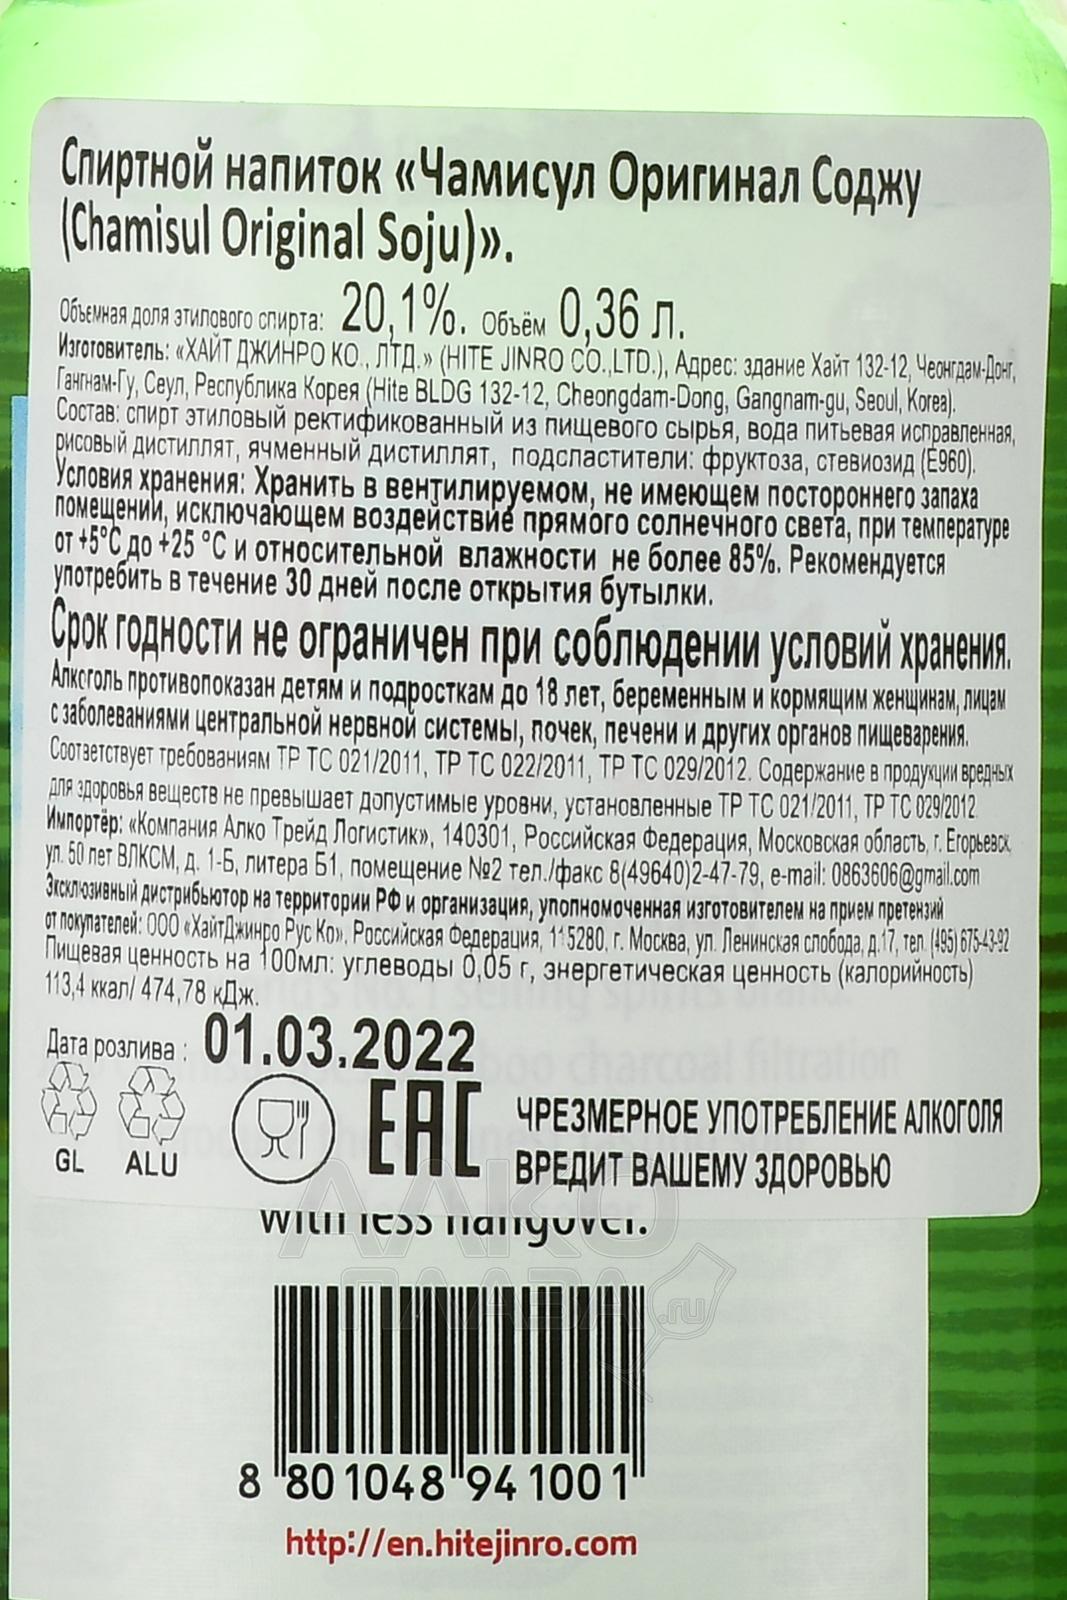 Спиртной напиток «Чамисул Оригинал Соджу
(Chamisul Original Soju)».
Объемная доля этилового спирта: 20,1%. Объём 0,36 л.
Изготовитель: «ХАЙТ ДЖИНРО КО., ЛТД.» (HITE JINRO CO.,LTD.), Адрес: здание Хайт 132-12, Чеонгдам-Донг,
Гангнам-Гу, Сеул, Республика Корея (Hite BLDG 132-12, Cheongdam-Dong, Gangnam-gu, Seoul, Korea).
Состав: спирт этиловый ректификованный из пищевого сырья, вода питьевая исправленная,
рисовый дистиллят, ячменный дистиллят, подсластители: фруктоза, стевиозид (E960).
Условия хранения: Хранить в вентилируемом, не имеющем постороннего запаха
помещении, исключающем воздействие прямого солнечного света, при температуре
от +5°С до +25 °С и относительной влажности не более 85%. Рекомендуется
употребить в течение 30 дней после открытия бутылки.
Срок годности не ограничен при соблюдении условий хранения.
Алкоголь противопоказан детям и подросткам до 18 лет, беременным и кормящим женщинам, лицам
с заболеваниями центральной нервной системы, почек, печени и других органов пищеварения.
Соответствует требованиям ТР ТС 021/2011, ТР ТС 022/2011, ТР ТС 029/2012. Содержание в продукции вредных
для здоровья веществ не превышает допустимые уровни, установленные ТР ТС 021/2011, ТР ТС 029/2012
Импортёр: «Компания Алко Трейд Логистик», 140301, Российская Федерация, Московская область, г. Егорьевск,
ул. 50 лет ВЛКСМ, д. 1-Б, литера Б1, помещение №2 тел./факс 8(49640)2-47-79, e-mail: 0863606@gmail.com
Эксклюзивный дистрибьютор на территории РФ и организация, упопномоченная изготовителем на прием претензий
от покупателей: ООО «ХайтДжинро Рус Ко», Российская Федерация, 115280, г. Москва, ул. Ленинская слобода, д.17, тел. (495) 675-43-92
Пищевая ценность на 100мл: углеводы 0,05 г, энергетическая ценность (калорийность)
113,4 ккал/ 474,78 кДж.
Дата розлива : 01.03.2022
GL ALU EAC
ЧРЕЗМЕРНОЕ УПОТРЕБЛЕНИЕ АЛКОГОЛЯ
ВРЕДИТ ВАШЕМУ ЗДОРОВЬЮ
with less hangover.
АЛКО
ПЛАЗА.ru
8 801048 941001
http://en.hitejinro.com